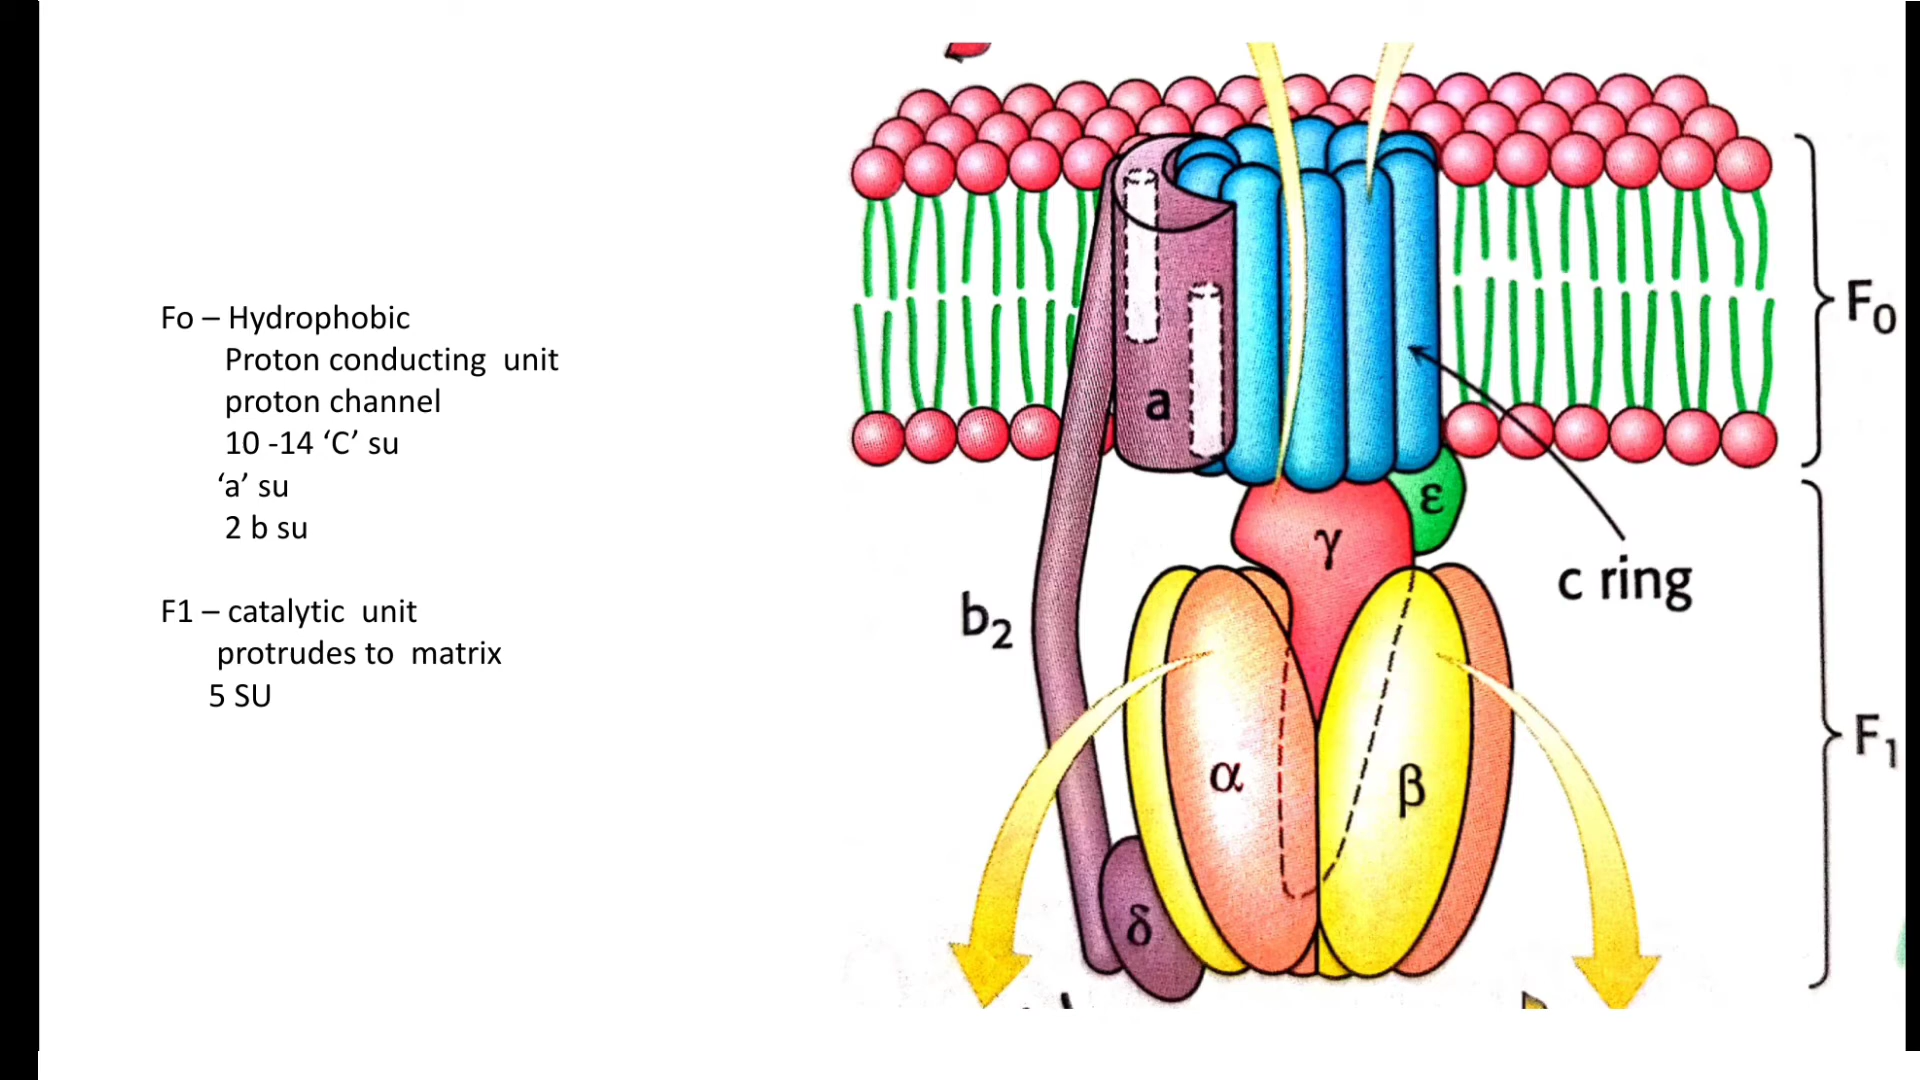 Fo – Hydrophobic
Proton conducting  unit
proton channel
10 -14 ‘C’ su
‘a’ su
2 b su
F1 – catalytic  unit
protrudes to  matrix
5 SU
F0
a
ε
γ
c ring
b2
α
β
F1
δ